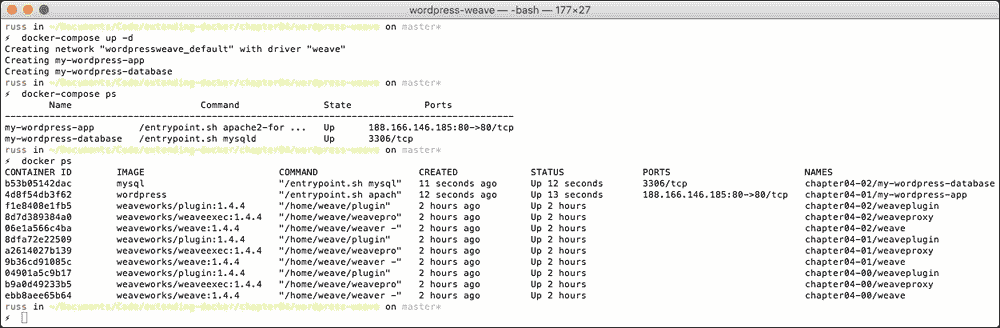 wordpress-weave — -bash — 177×27
russ in ~/Documents/Code/extending-docker/chapter04/wordpress-weave on master*
⚡ docker-compose up -d
Creating network "wordpressweave_default" with driver "weave"
Creating my-wordpress-app
Creating my-wordpress-database
russ in ~/Documents/Code/extending-docker/chapter04/wordpress-weave on master*
⚡ docker-compose ps
Name Command State Ports
-----------------------------------------------------------------------------------------
my-wordpress-app /entrypoint.sh apache2-for ... Up 188.166.146.185:80->80/tcp
my-wordpress-database /entrypoint.sh mysqld Up 3306/tcp
russ in ~/Documents/Code/extending-docker/chapter04/wordpress-weave on master*
⚡ docker ps
CONTAINER ID IMAGE COMMAND CREATED STATUS PORTS NAMES
b53b05142dac mysql "/entrypoint.sh mysql" 11 seconds ago Up 12 seconds 3306/tcp chapter04-02/my-wordpress-database
4d8f54db3f62 wordpress "/entrypoint.sh apach" 12 seconds ago Up 13 seconds 188.166.146.185:80->80/tcp chapter04-01/my-wordpress-app
f1e8408e1fb5 weaveworks/plugin:1.4.4 "/home/weave/plugin" 2 hours ago Up 2 hours chapter04-02/weaveplugin
8d7d389384a0 weaveworks/weaveexec:1.4.4 "/home/weave/weavepro" 2 hours ago Up 2 hours chapter04-02/weaveproxy
06e1a566c4ba weaveworks/weave:1.4.4 "/home/weave/weaver -" 2 hours ago Up 2 hours chapter04-02/weave
8dfa72e22509 weaveworks/plugin:1.4.4 "/home/weave/plugin" 2 hours ago Up 2 hours chapter04-01/weaveplugin
a2614027b139 weaveworks/weaveexec:1.4.4 "/home/weave/weavepro" 2 hours ago Up 2 hours chapter04-01/weaveproxy
9b36cd91085c weaveworks/weave:1.4.4 "/home/weave/weaver -" 2 hours ago Up 2 hours chapter04-01/weave
04901a5c9b17 weaveworks/plugin:1.4.4 "/home/weave/plugin" 2 hours ago Up 2 hours chapter04-00/weaveplugin
b9a0d49233b5 weaveworks/weaveexec:1.4.4 "/home/weave/weavepro" 2 hours ago Up 2 hours chapter04-00/weaveproxy
ebb8aee65b64 weaveworks/weave:1.4.4 "/home/weave/weaver -" 2 hours ago Up 2 hours chapter04-00/weave
russ in ~/Documents/Code/extending-docker/chapter04/wordpress-weave on master*
⚡